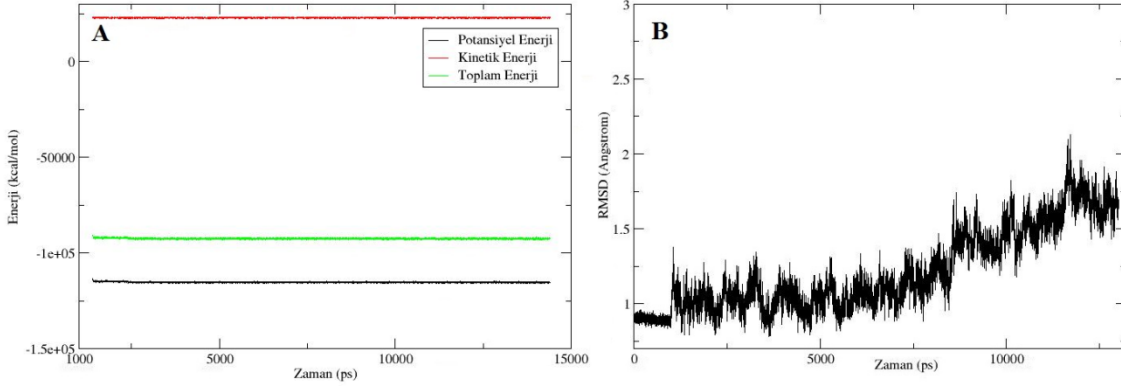 A
Potansiyel Enerji
Kinetik Enerji
Toplam Enerji
0
-50000
-1e+05
-1.5e+05
Enerji (kcal/mol)
1000
5000
10000
15000
Zaman (ps)
B
3
2.5
2
1.5
1
RMSD (Angstrom)
0
5000
10000
Zaman (ps)